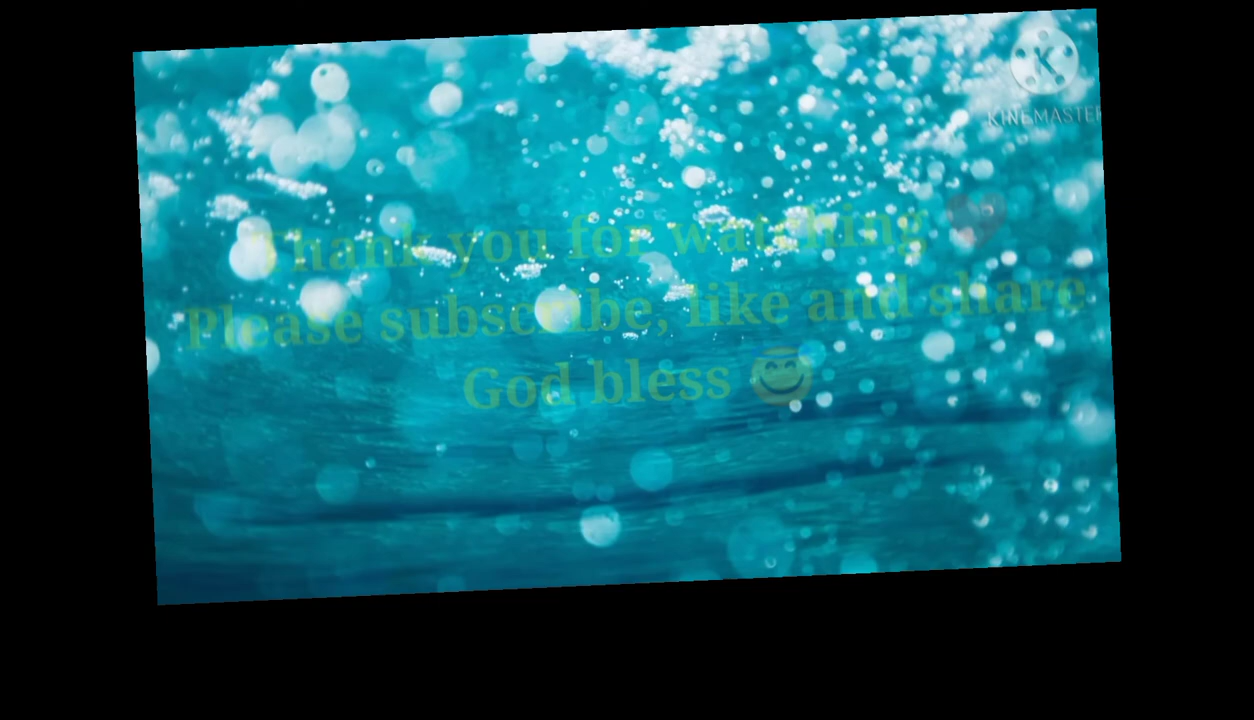 KINEMASTER
Thank you for watching 💓
Please subscribe, like and share
God bless 😇